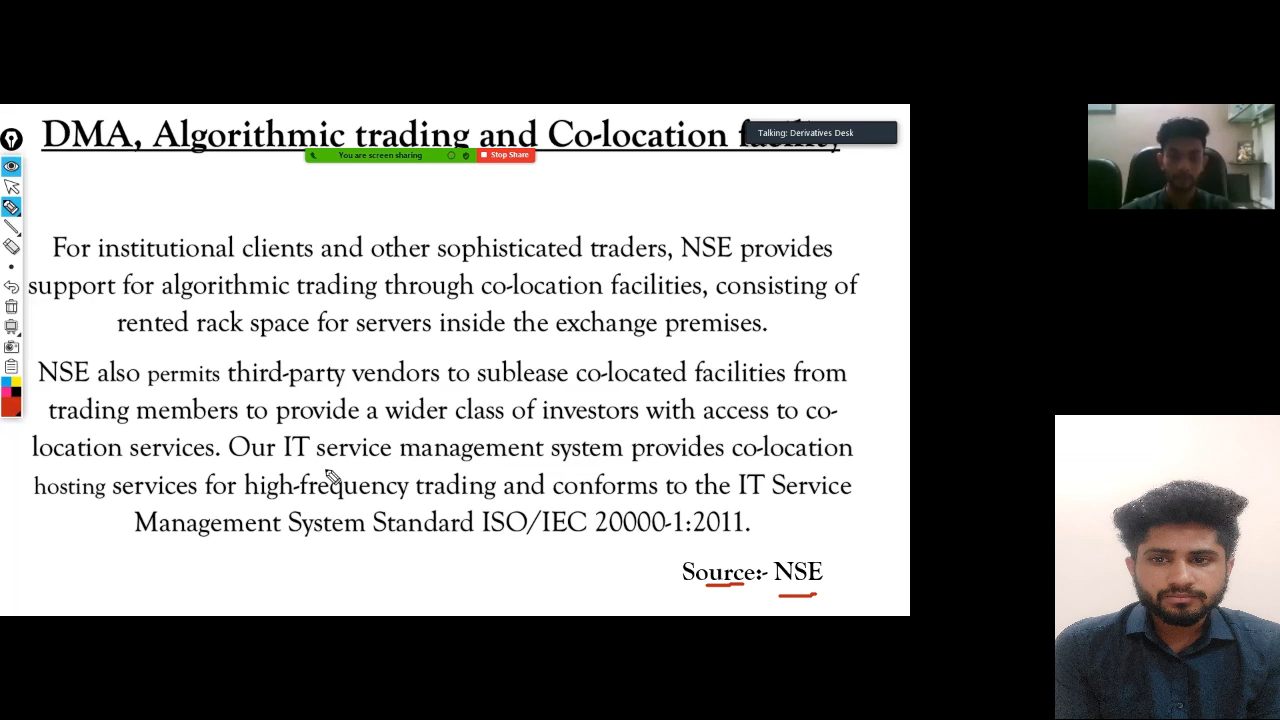 DMA, Algorithmic trading and Co-location facility
Talking: Derivatives Desk
You are screen sharing
Stop Share
For institutional clients and other sophisticated traders, NSE provides
support for algorithmic trading through co-location facilities, consisting of
rented rack space for servers inside the exchange premises.
NSE also permits third-party vendors to sublease co-located facilities from
trading members to provide a wider class of investors with access to co-
location services. Our IT service management system provides co-location
hosting services for high-frequency trading and conforms to the IT Service
Management System Standard ISO/IEC 20000-1:2011.
Source:- NSE